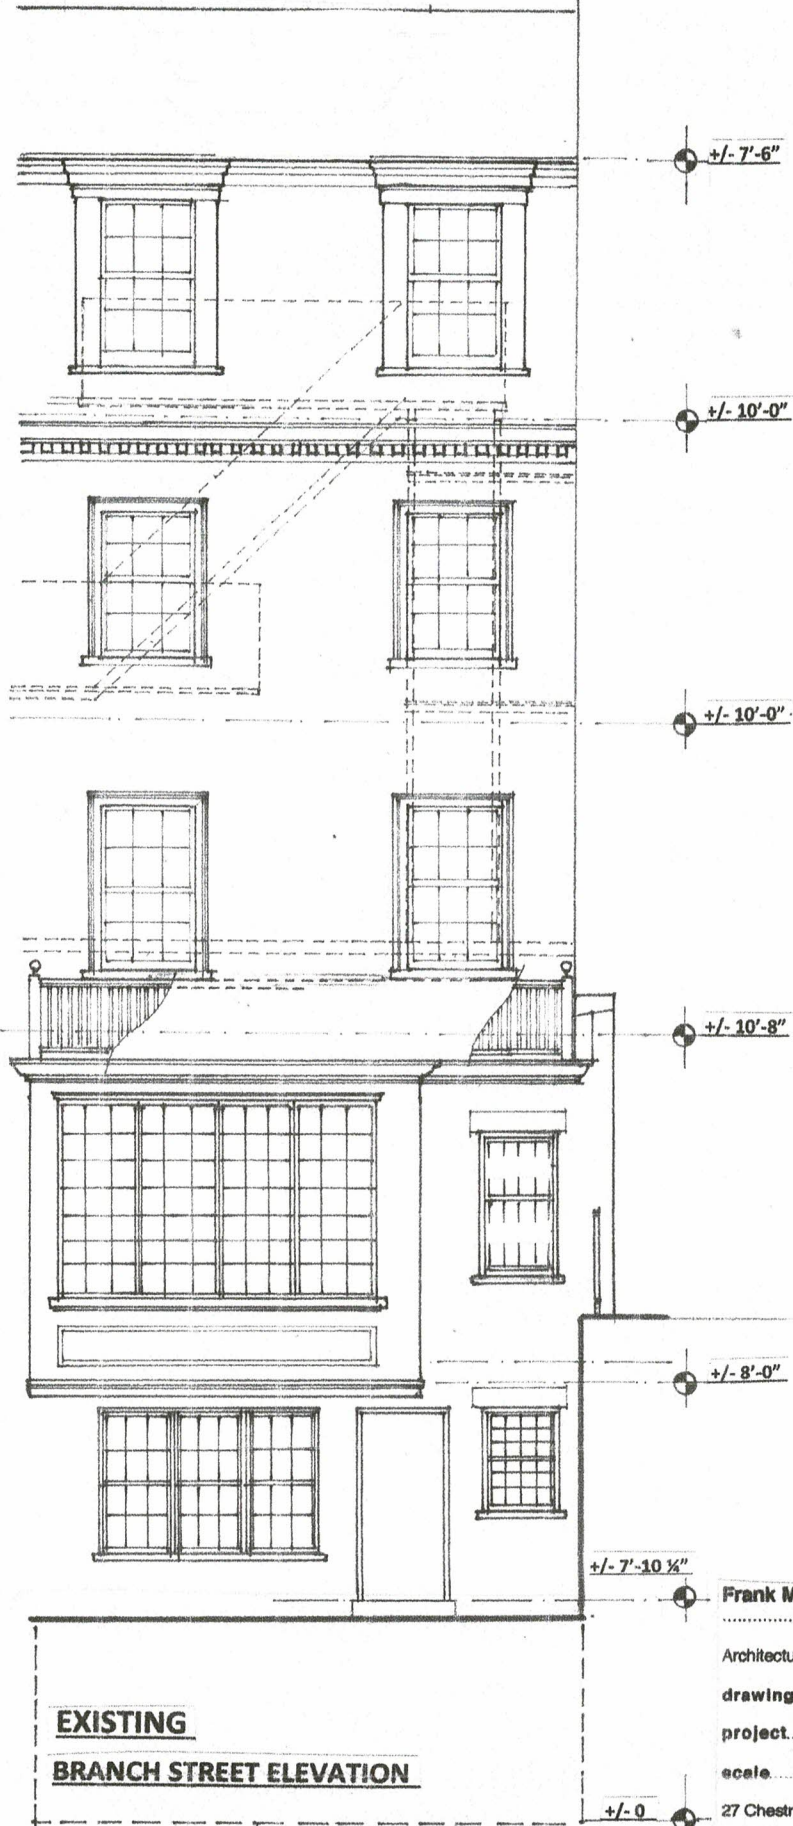 +/- 7'-6"
+/- 10'-0"
+/- 10'-0"
+/- 10'-8"
+/- 8'-0"
+/- 7'-10 ¼"
Frank M
Architectu
drawing
project..
scale
EXISTING
BRANCH STREET ELEVATION
+/- 0
27 Chestn